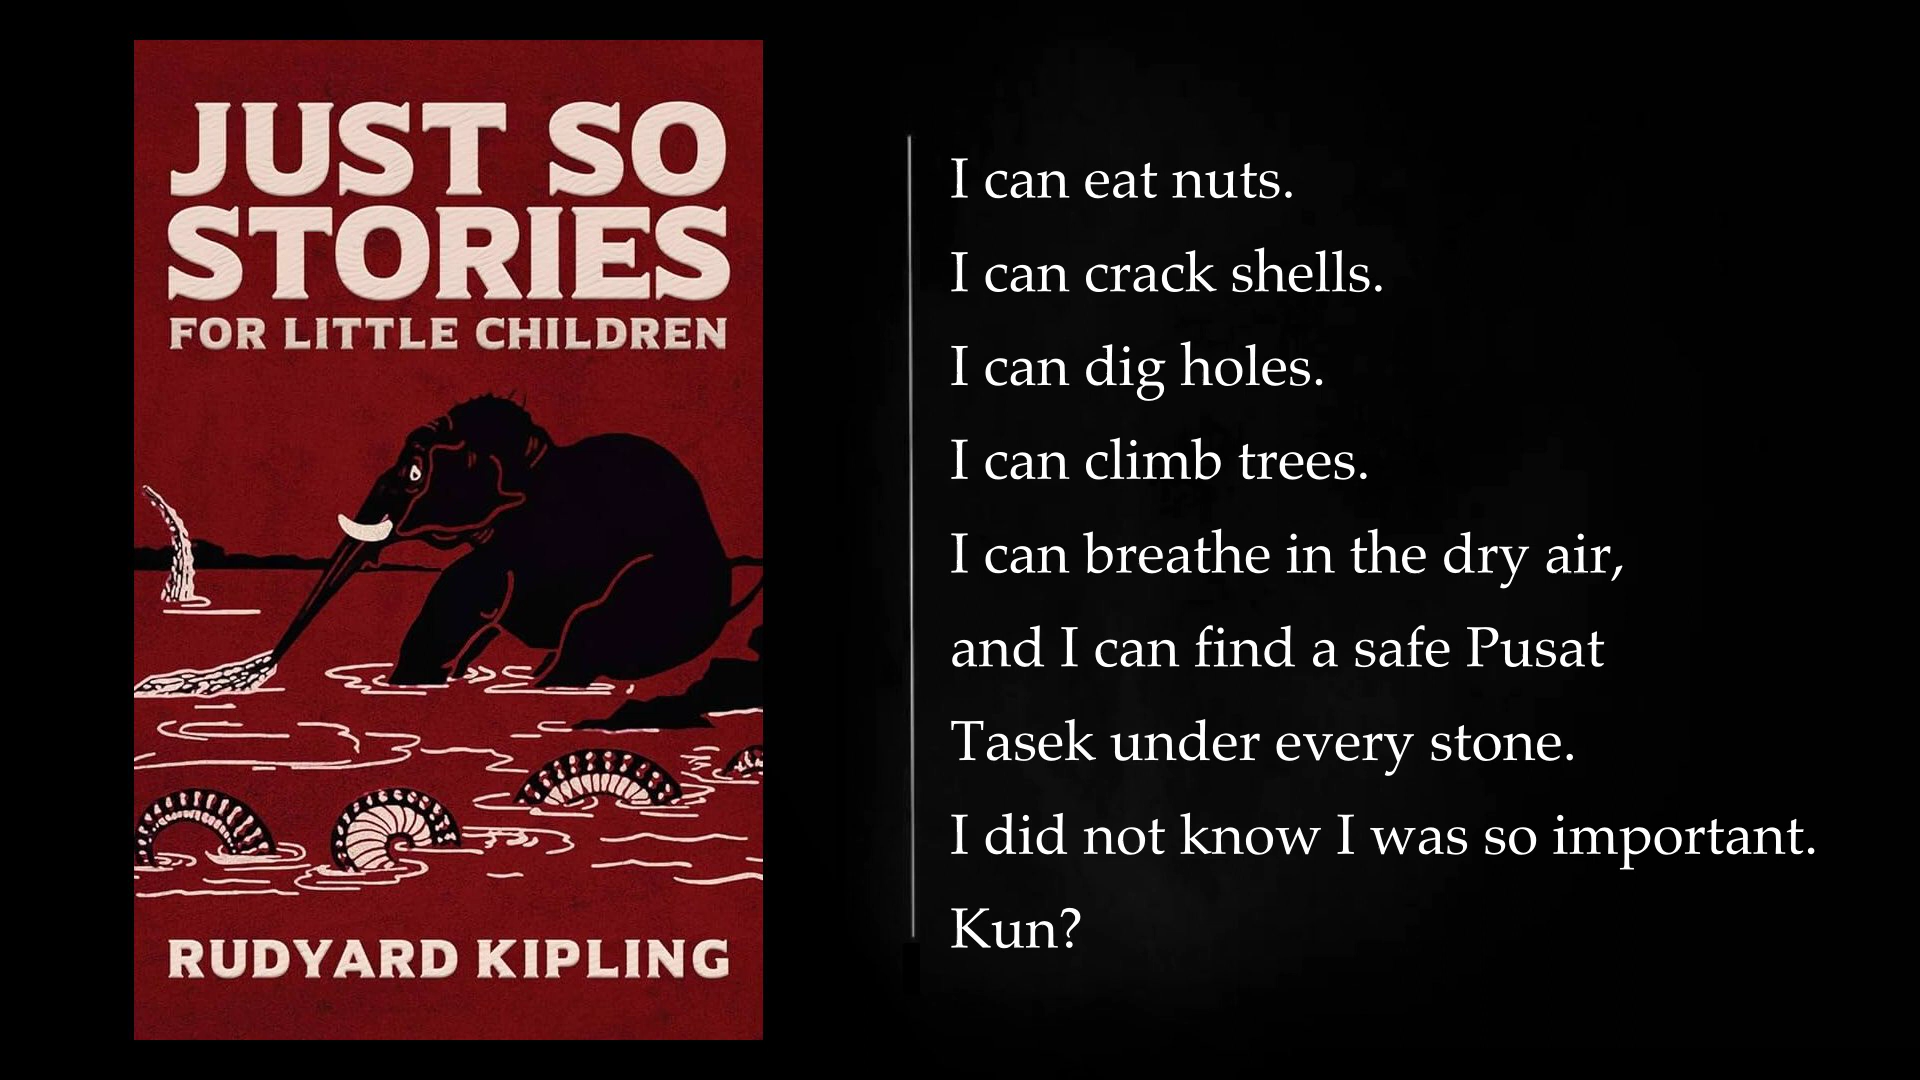 JUST SO
STORIES
FOR LITTLE CHILDREN
RUDYARD KIPLING
I can eat nuts.
I can crack shells.
I can dig holes.
I can climb trees.
I can breathe in the dry air,
and I can find a safe Pusat
Tasek under every stone.
I did not know I was so important.
Kun?